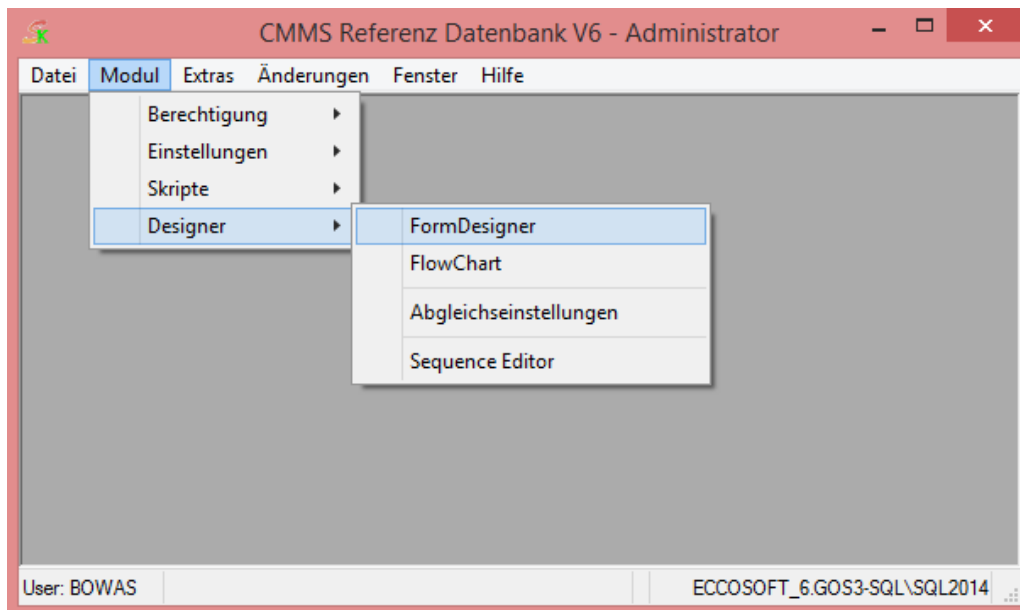 CMMS Referenz Datenbank V6 - Administrator
Datei Modul Extras Änderungen Fenster Hilfe
Berechtigung
Einstellungen
Skripte
Designer
FormDesigner
FlowChart
Abgleichseinstellungen
Sequence Editor
User: BOWAS ECCOSOFT_6.GOS3-SQL\SQL2014